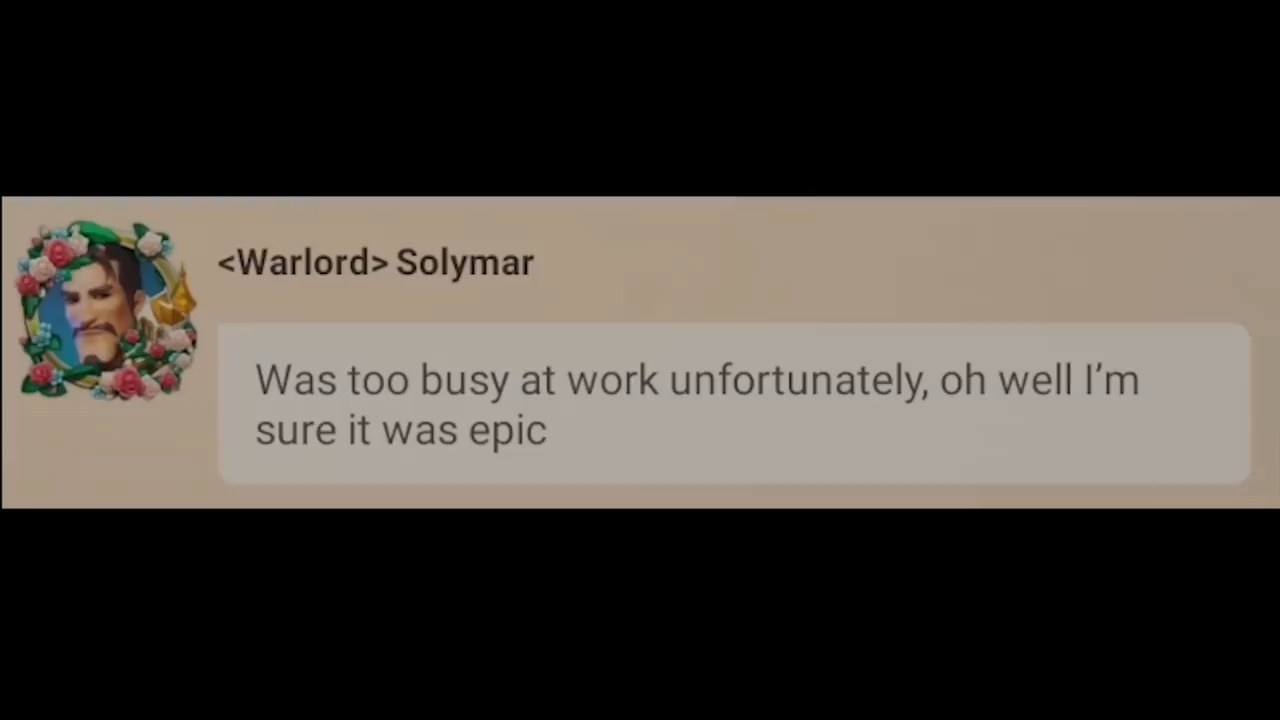 <Warlord> Solymar
Was too busy at work unfortunately, oh well I’m
sure it was epic